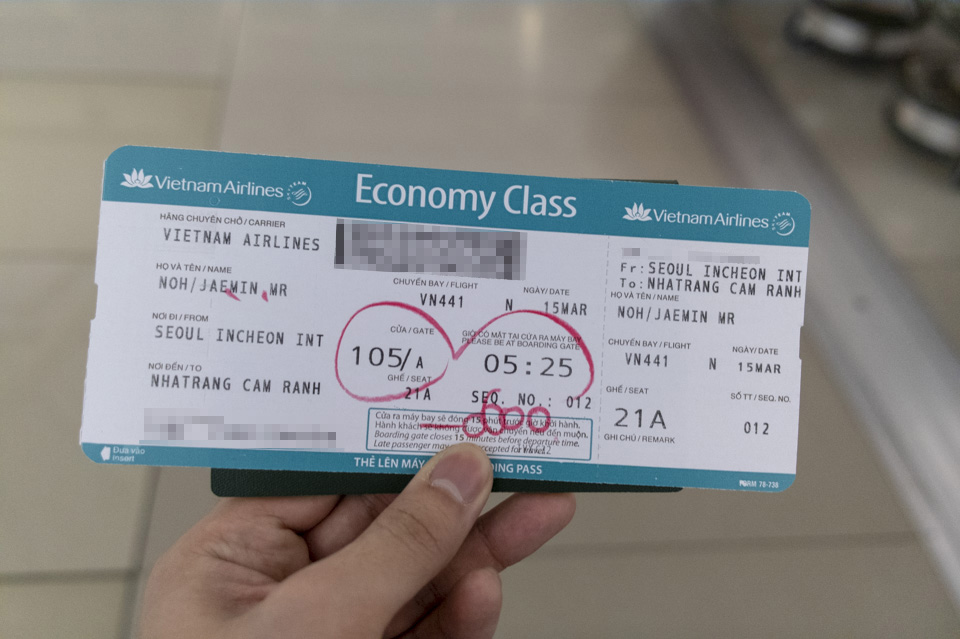 Vietnam Airlines
Economy Class
HÃNG CHUYÊN CHỞ / CARRIER
VIETNAM AIRLINES
HỌ VÀ TÊN / NAME
NOH/JAEMIN MR
CHUYẾN BAY / FLIGHT
VN441
N
NGÀY/ DATE
15MAR
NƠI ĐI / FROM
SEOUL INCHEON INT
CỬA / GATE
105/A
GIỜ CÓ MẶT TẠI CỬA RA MÁY BAY
PLEASE BE AT BOARDING GATE
05:25
NƠI ĐẾN / TO
NHATRANG CAM RANH
GHẾ / SEAT
21A
SEQ. NO.: 012
Cửa ra máy bay sẽ đóng 15 phút trước giờ khởi hành.
Hành khách sẽ không được vận chuyển nếu đến muộn.
Boarding gate closes 15 minutes before departure time.
Late passenger may accepted for travel.
Đưa vào
Insert
THẺ LÊN MÁY DING PASS
Vietnam Airlines
Fr: SEOUL INCHEON INT
To: NHATRANG CAM RANH
HỌ VÀ TÊN / NAME
NOH/JAEMIN MR
CHUYẾN BAY / FLIGHT
VN441
N
NGÀY/ DATE
15MAR
GHẾ / SEAT
21A
SỐ TT / SEQ. NO.
012
GHI CHÚ / REMARK
FORM 78-730